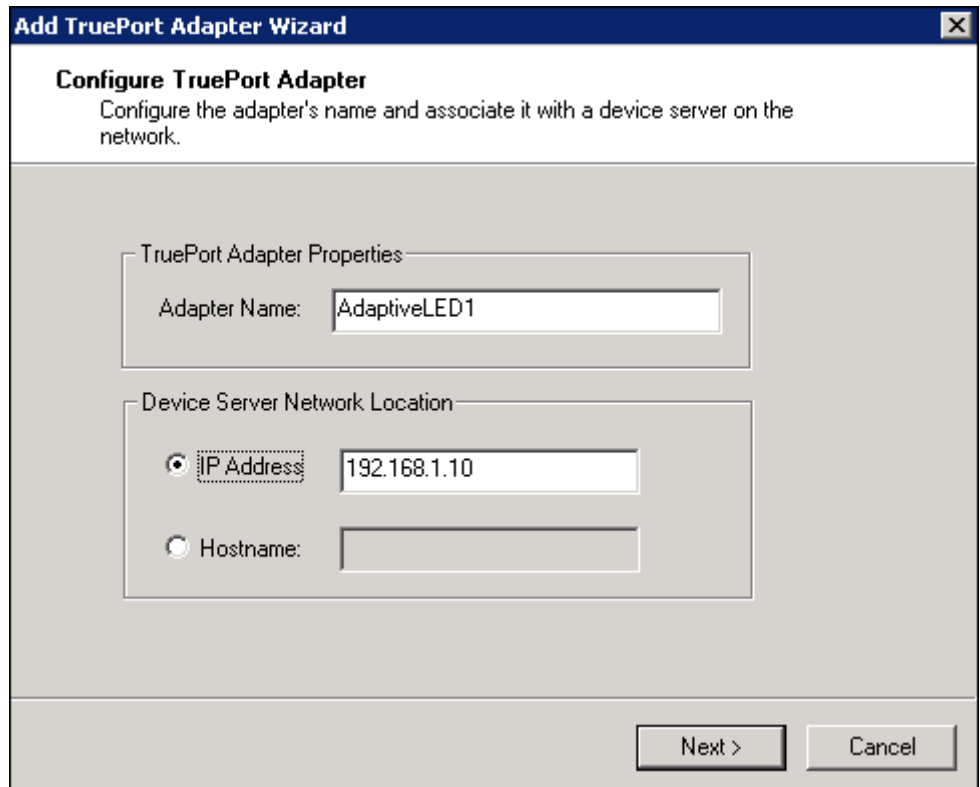 Add TruePort Adapter Wizard
Configure TruePort Adapter
Configure the adapter's name and associate it with a device server on the
network.
TruePort Adapter Properties
Adapter Name: AdaptiveLED1
Device Server Network Location
IP Address 192.168.1.10
Hostname:
Next > Cancel